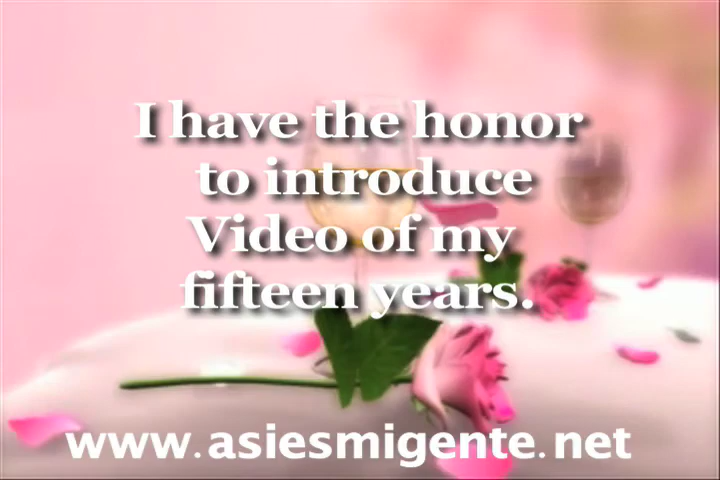 I have the honor
to introduce
Video of my
fifteen years.
www.asiesmigente.net